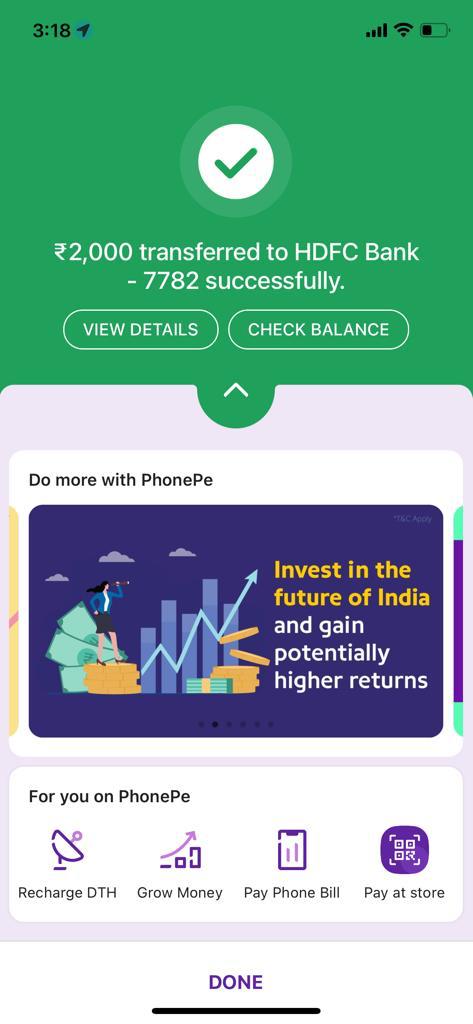 3:18
₹2,000 transferred to HDFC Bank
- 7782 successfully.
VIEW DETAILS
CHECK BALANCE
Do more with PhonePe
*T&C Apply
Invest in the
future of India
and gain
potentially
higher returns
For you on PhonePe
Recharge DTH
Grow Money
Pay Phone Bill
Pay at store
DONE